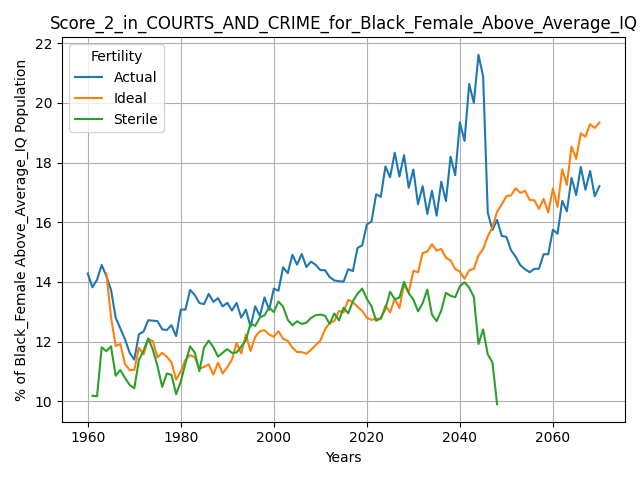 Score_2_in_COURTS_AND_CRIME_for_Black_Female_Above_Average_IQ
% of Black_Female Above_Average_IQ Population
22
20
18
16
14
12
10
Fertility
Actual
Ideal
Sterile
1960 1980 2000 2020 2040 2060
Years